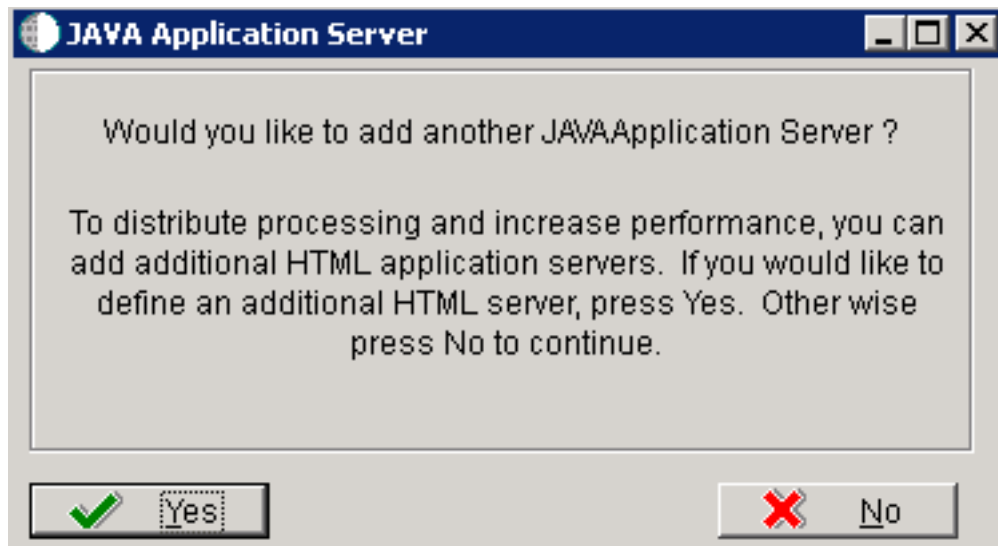 JAVA Application Server
Would you like to add another JAVAApplication Server ?
To distribute processing and increase performance, you can
add additional HTML application servers.  If you would like to
define an additional HTML server, press Yes.  Other wise
press No to continue.
Yes
No